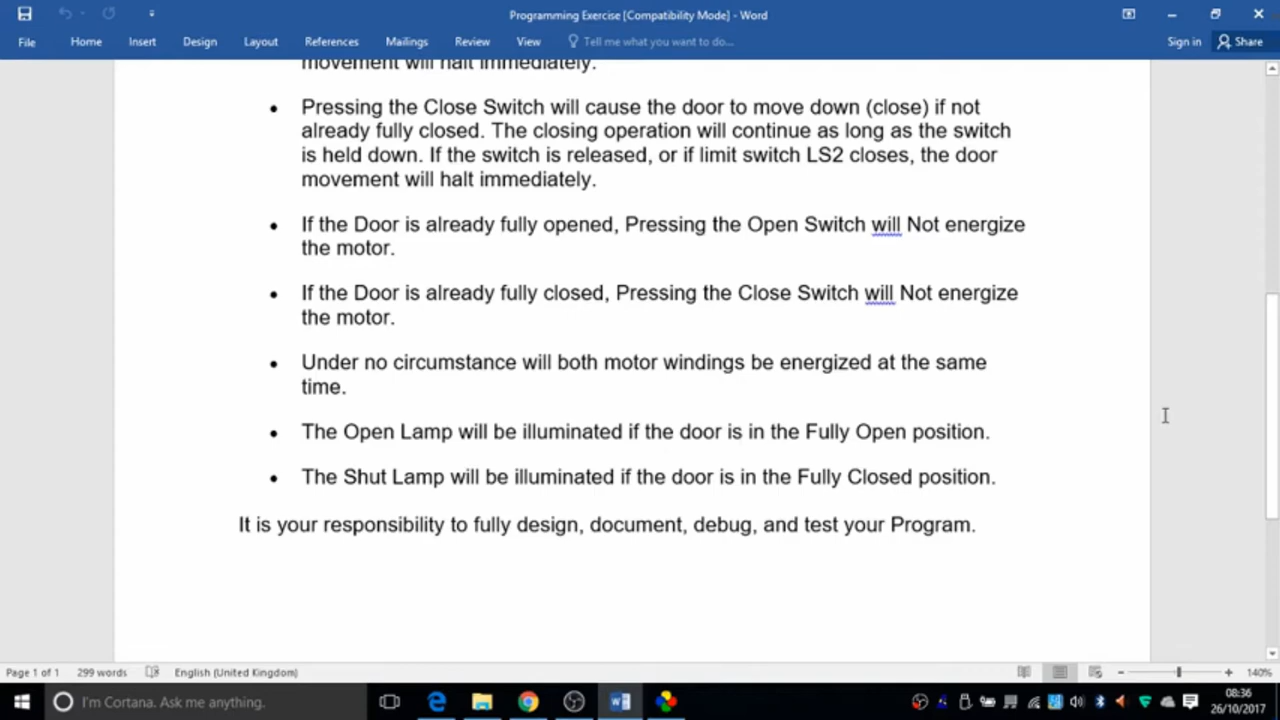 Programming Exercise [Compatibility Mode] - Word
File Home Insert Design Layout References Mailings Review View Tell me what you want to do... Sign in Share
movement will halt immediately.
• Pressing the Close Switch will cause the door to move down (close) if not
already fully closed. The closing operation will continue as long as the switch
is held down. If the switch is released, or if limit switch LS2 closes, the door
movement will halt immediately.
• If the Door is already fully opened, Pressing the Open Switch will Not energize
the motor.
• If the Door is already fully closed, Pressing the Close Switch will Not energize
the motor.
• Under no circumstance will both motor windings be energized at the same
time.
• The Open Lamp will be illuminated if the door is in the Fully Open position.
• The Shut Lamp will be illuminated if the door is in the Fully Closed position.
It is your responsibility to fully design, document, debug, and test your Program.
Page 1 of 1 299 words English (United Kingdom) 140%
I'm Cortana. Ask me anything. 08:36
26/10/2017